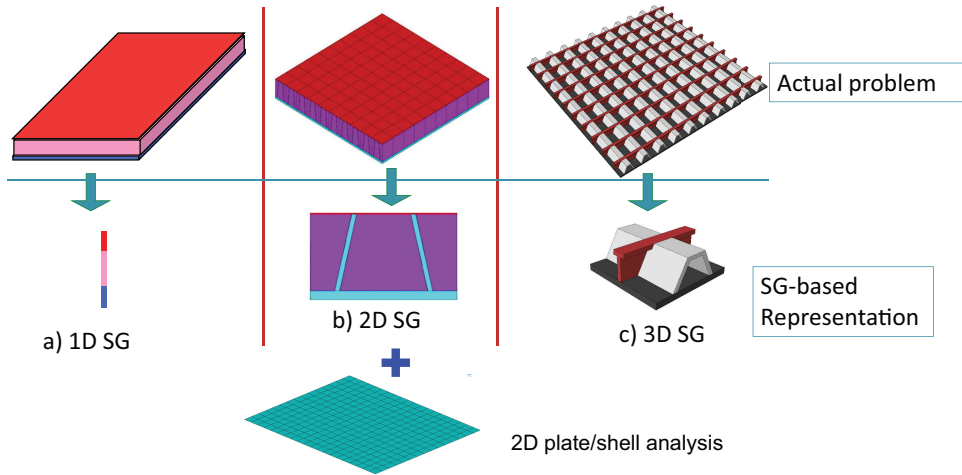 Actual problem
a) 1D SG
b) 2D SG
c) 3D SG
SG-based
Representation
2D plate/shell analysis